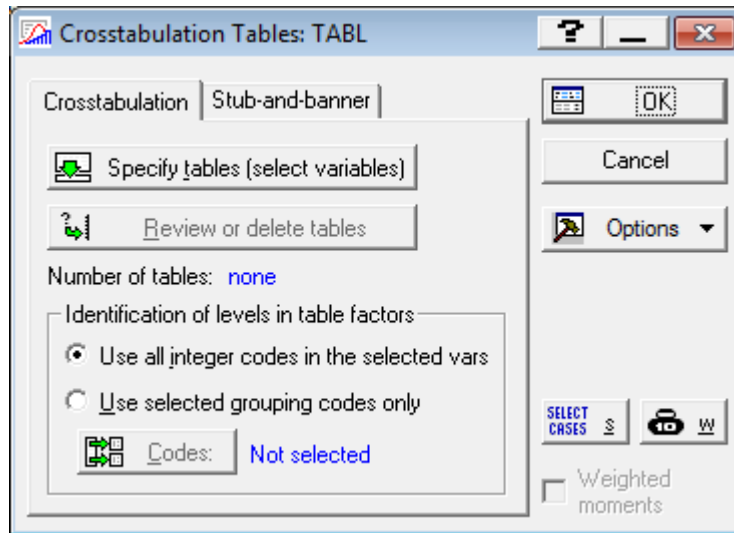 Crosstabulation Tables: TABL
?
Crosstabulation
Stub-and-banner
OK
Specify tables (select variables)
Cancel
?
Review or delete tables
Options
Number of tables: none
Identification of levels in table factors
Use all integer codes in the selected vars
Use selected grouping codes only
Codes: Not selected
SELECT
CASES S
10 W
Weighted
moments